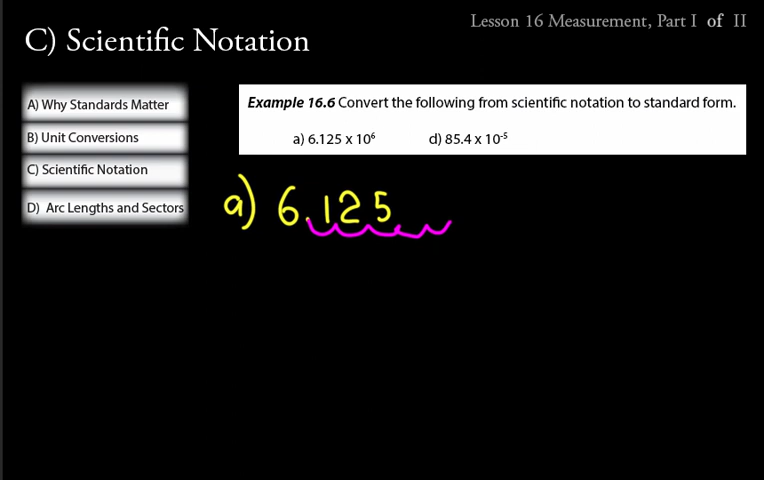 Lesson 16 Measurement, Part I of II
C) Scientific Notation
A) Why Standards Matter
B) Unit Conversions
C) Scientific Notation
D) Arc Lengths and Sectors
Example 16.6 Convert the following from scientific notation to standard form.
a) 6.125 x 10⁶ d) 85.4 x 10⁻⁵
a) 6.125